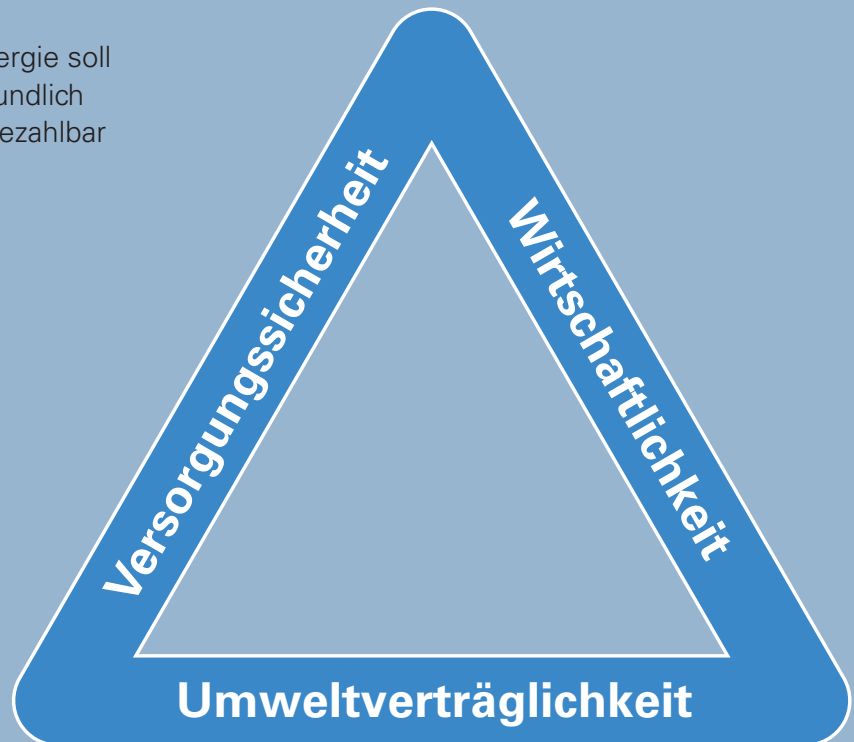 ergie soll
undlich
ezahlbar
Versorgungssicherheit
Wirtschaftlichkeit
Umweltverträglichkeit